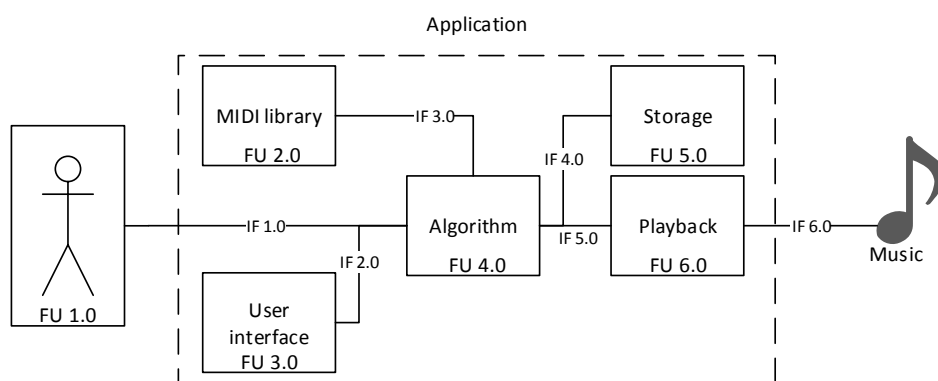 Application
MIDI library
FU 2.0
IF 3.0
Storage
FU 5.0
IF 4.0
FU 1.0
IF 1.0
Algorithm
FU 4.0
IF 5.0
Playback
FU 6.0
IF 6.0
Music
IF 2.0
User
interface
FU 3.0